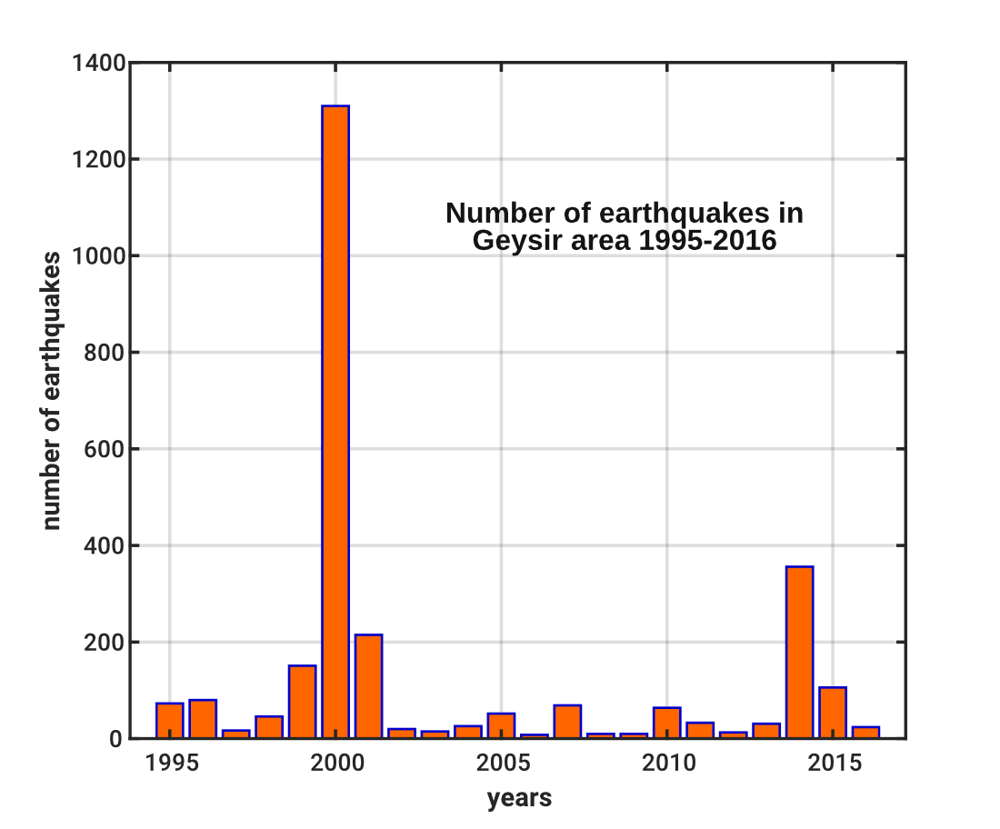 1400
1200
1000
800
600
400
200
0
number of earthquakes
Number of earthquakes in
Geysir area 1995-2016
1995 2000 2005 2010 2015
years